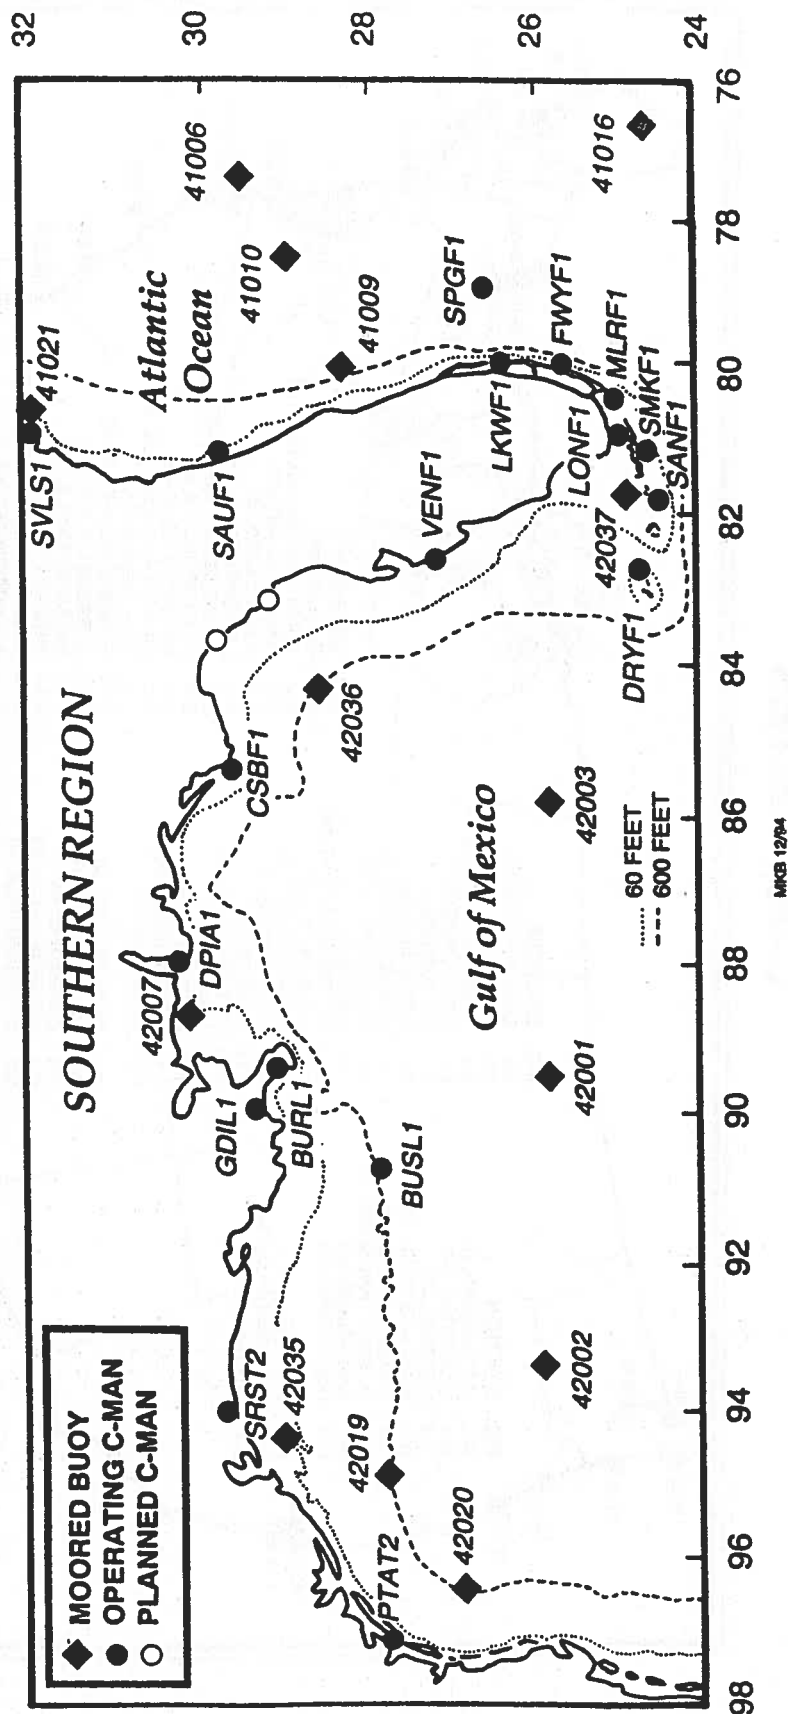 SOUTHERN REGION
MOORED BUOY
OPERATING C-MAN
PLANNED C-MAN
Atlantic
Ocean
Gulf of Mexico
SVLS1
41021
SAUF1
41006
41010
41009
41016
SPGF1
LKWF1
FWYF1
MLRF1
LONF1
SMKF1
SANF1
42037
DRYF1
VENF1
42036
CSBF1
42003
DPIA1
42007
GDIL1
BURL1
BUSL1
42001
SRST2
42035
42019
42002
42020
PTAT2
60 FEET
600 FEET
32
30
28
26
24
98
96
94
92
90
88
86
84
82
80
78
76
MKB 12/94